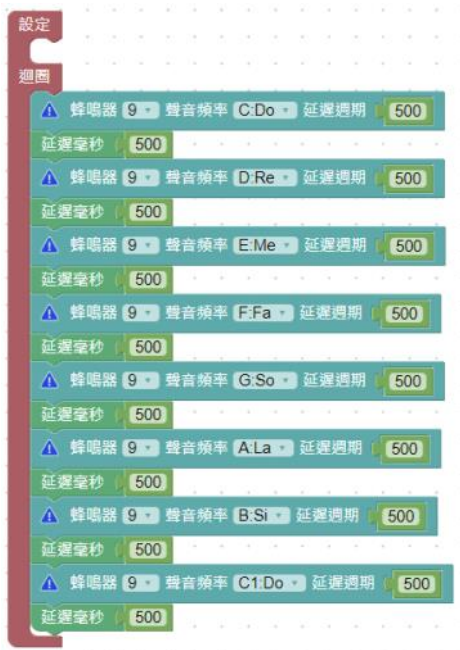 設定
迴圈
蜂鳴器 9 聲音頻率 C:Do 延遲週期 500
延遲毫秒 500
蜂鳴器 9 聲音頻率 D:Re 延遲週期 500
延遲毫秒 500
蜂鳴器 9 聲音頻率 E:Me 延遲週期 500
延遲毫秒 500
蜂鳴器 9 聲音頻率 F:Fa 延遲週期 500
延遲毫秒 500
蜂鳴器 9 聲音頻率 G:So 延遲週期 500
延遲毫秒 500
蜂鳴器 9 聲音頻率 A:La 延遲週期 500
延遲毫秒 500
蜂鳴器 9 聲音頻率 B:Si 延遲週期 500
延遲毫秒 500
蜂鳴器 9 聲音頻率 C1:Do 延遲週期 500
延遲毫秒 500